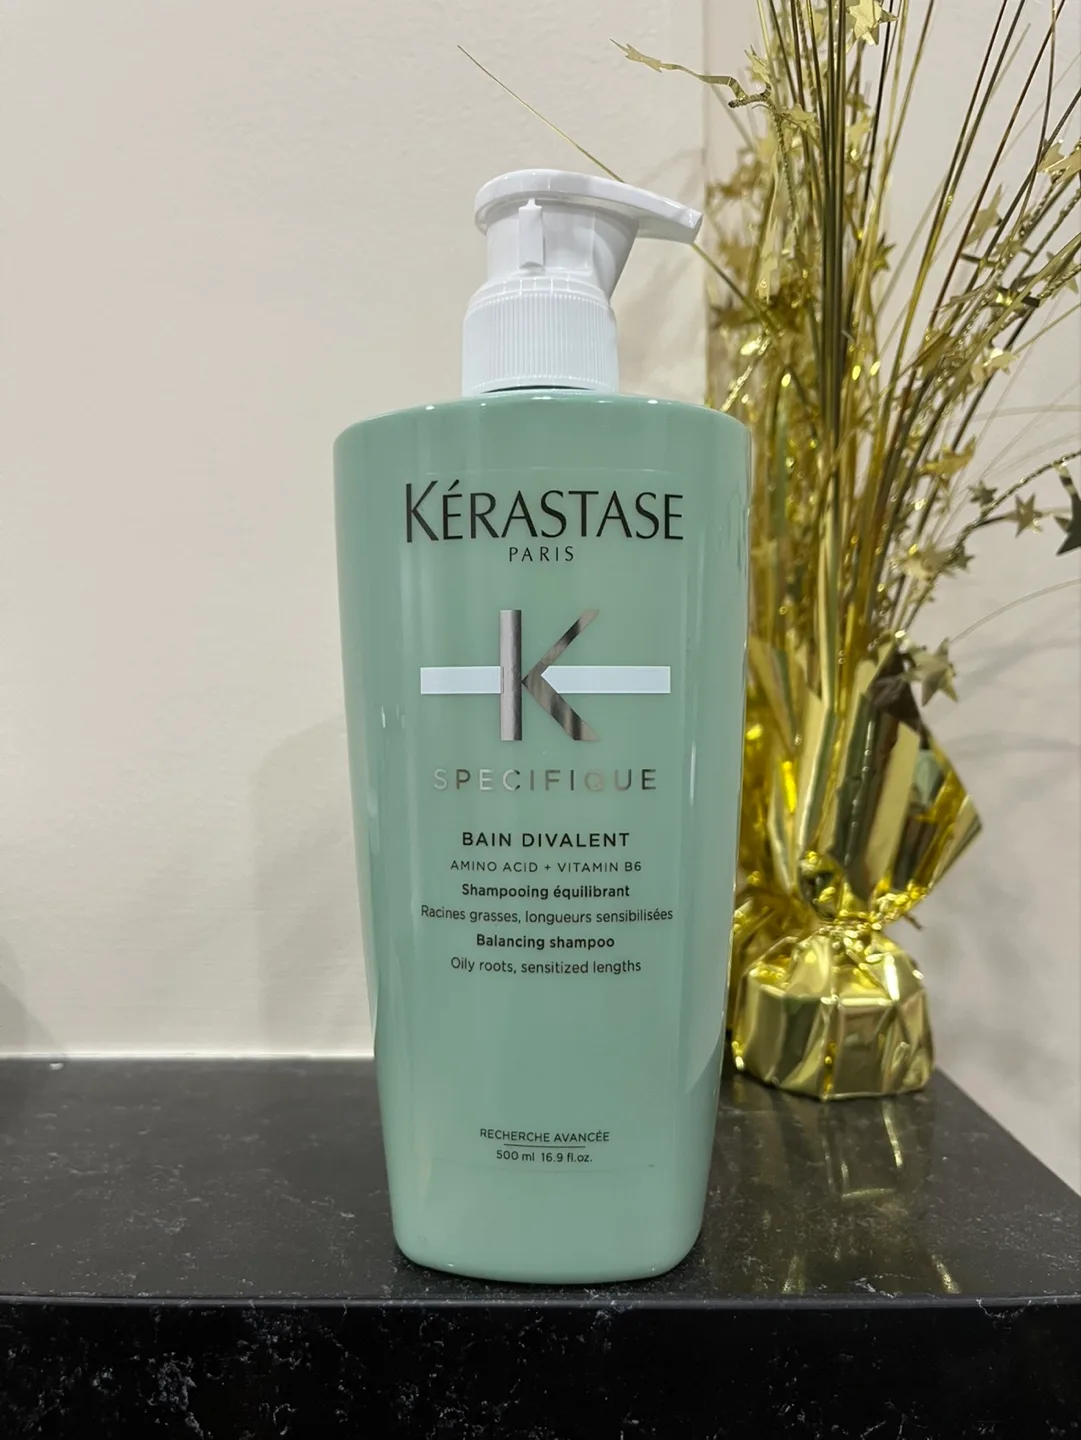 KÉRASTASE
PARIS
K
SPECIFIQUE
BAIN DIVALENT
AMINO ACID + VITAMIN B6
Shampooing équilibrant
Racines grasses, longueurs sensibilisées
Balancing shampoo
Oily roots, sensitized lengths
RECHERCHE AVANCÉE
500 ml 16.9 fl.oz.